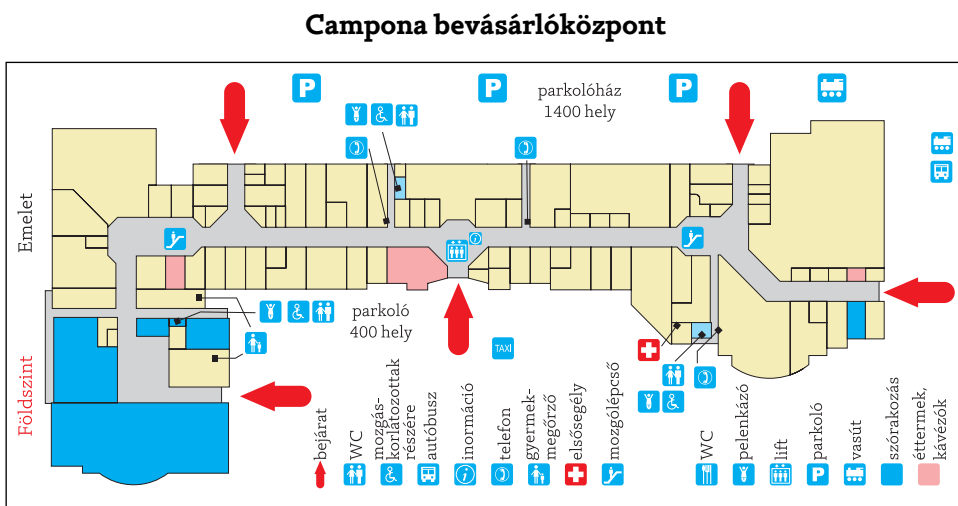 Campona bevásárlóközpont
P
P
P
parkolóház
1400 hely
Emelet
Földszint
i
parkoló
400 hely
TAXI
bejárat
WC
mozgás-
korlátozottak
részére
autóbusz
i
inormáció
telefon
gyermek-
megőrző
elsősegély
mozgólépcső
WC
pelenkázó
lift
P
parkoló
vasút
szórakozás
éttermek,
kávézók